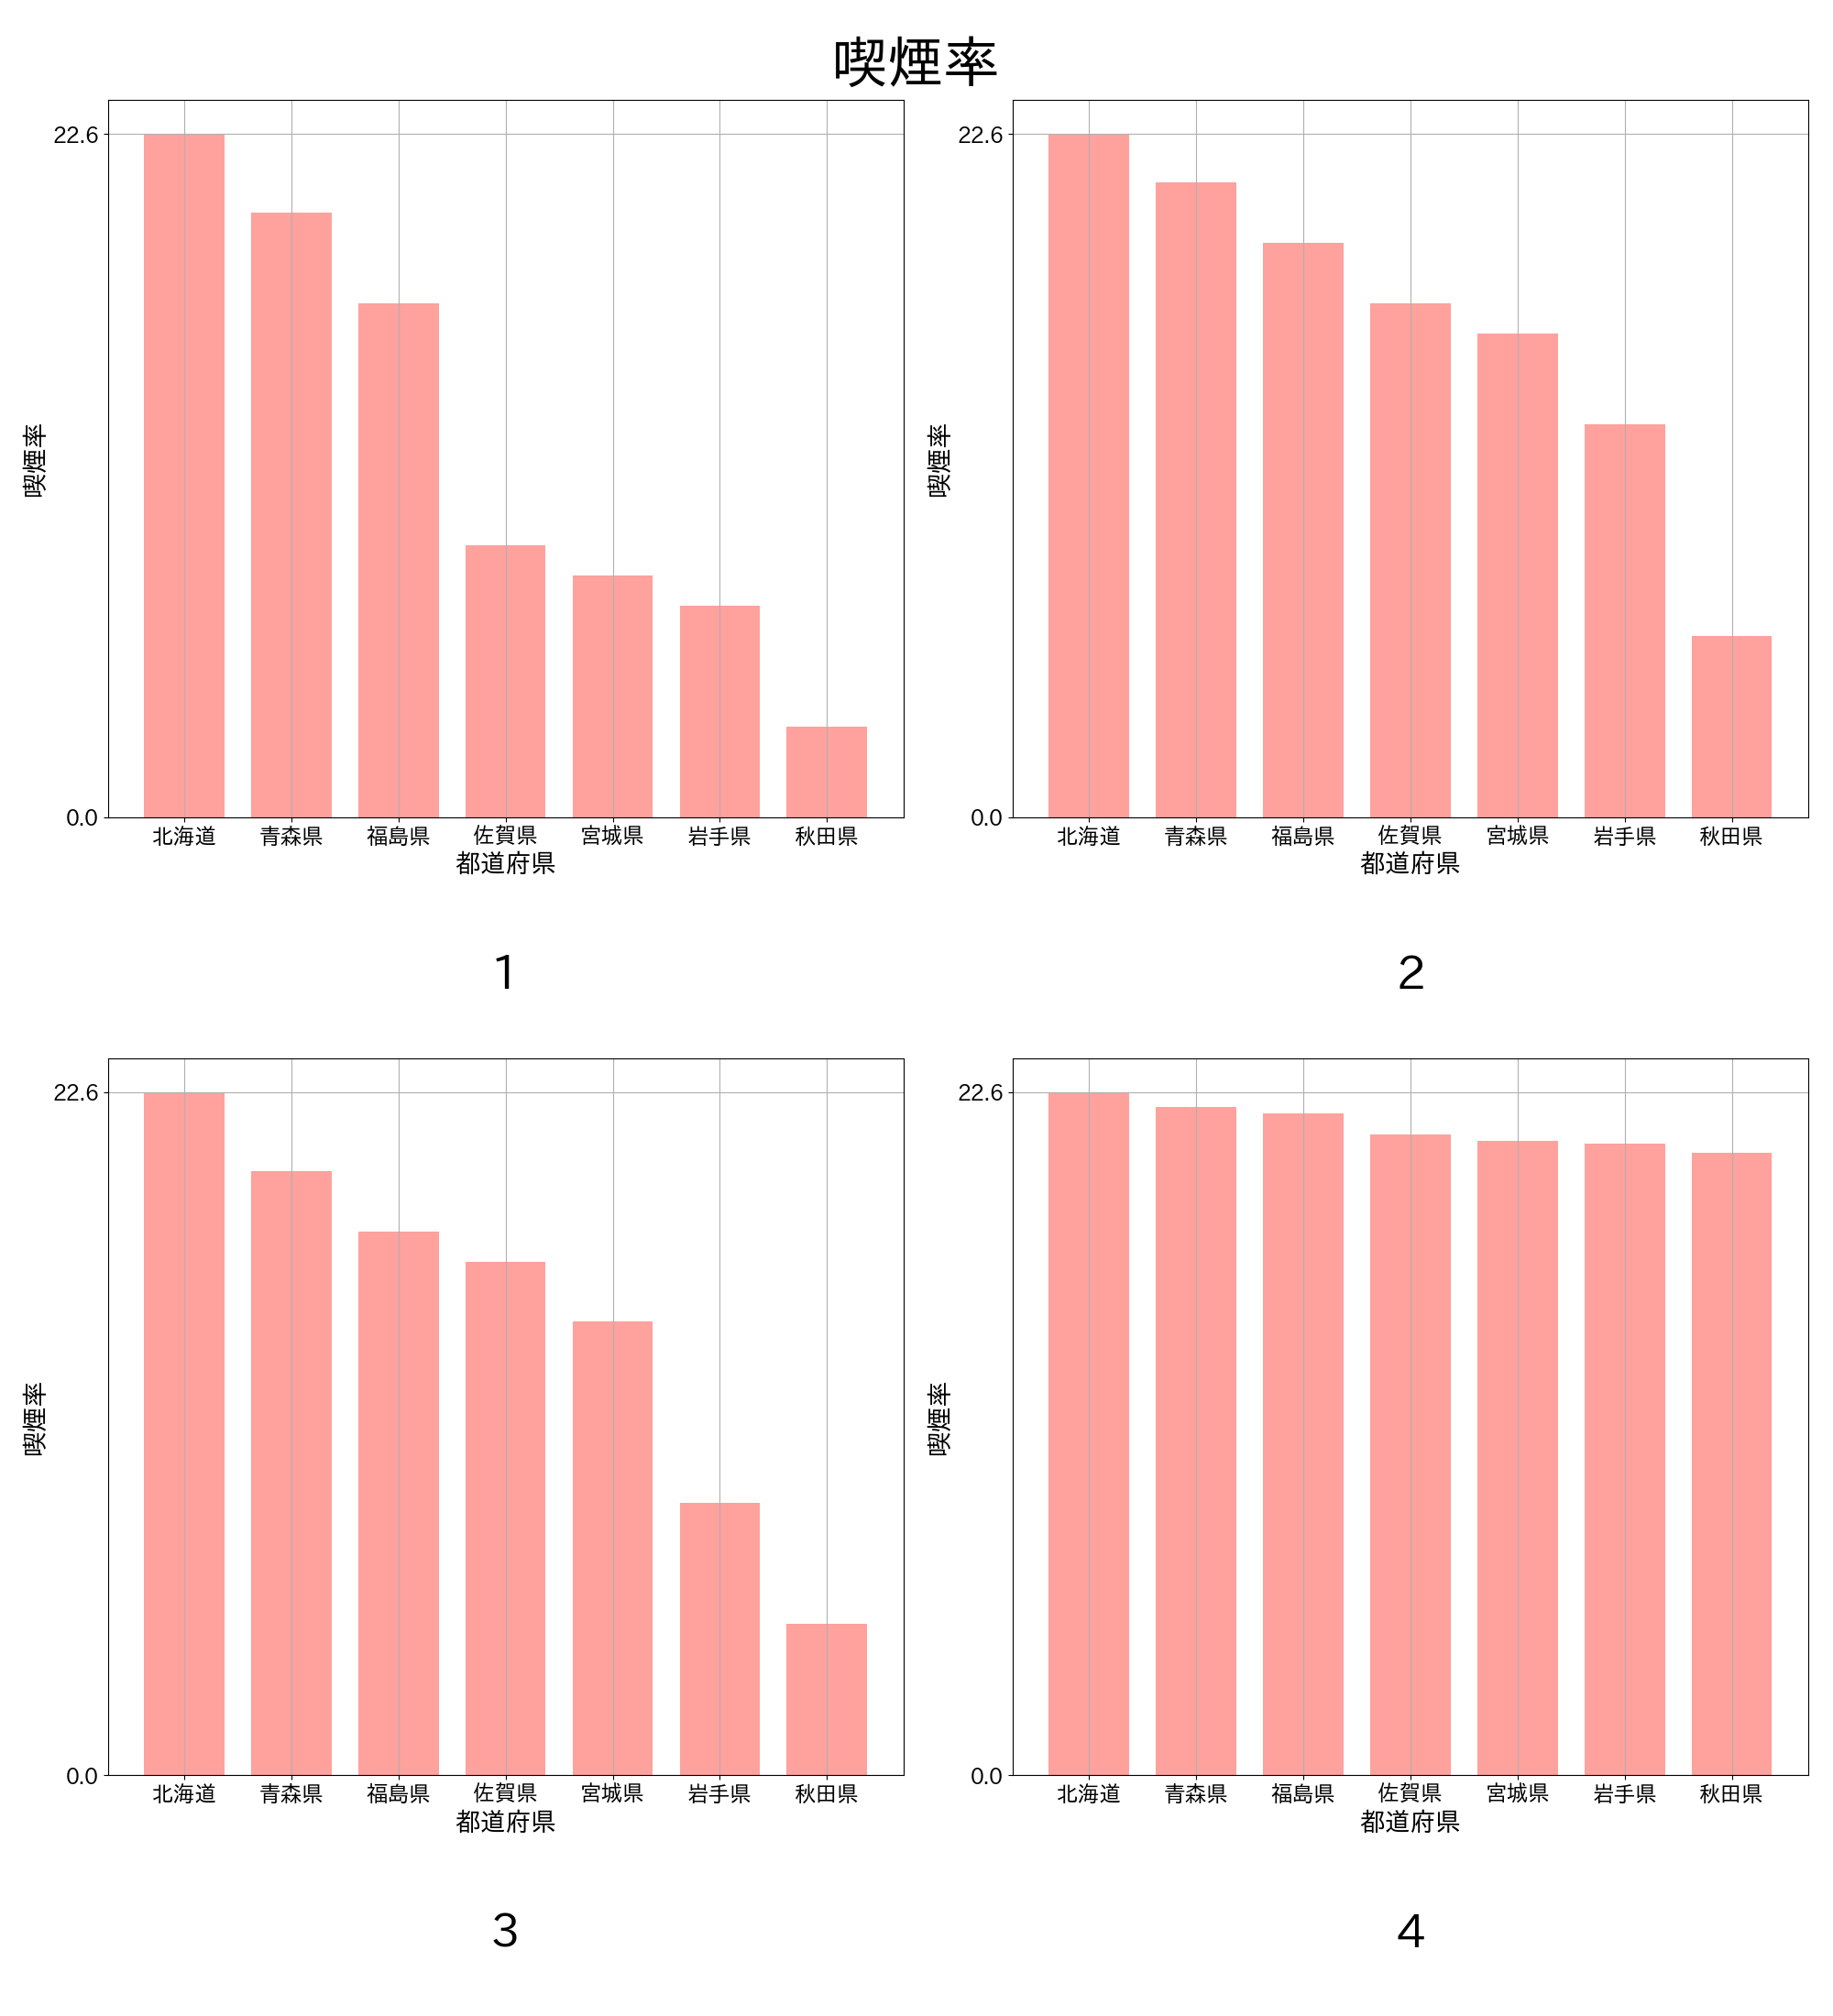 喫煙率
22.6
喫煙率
0.0
北海道 青森県 福島県 佐賀県 宮城県 岩手県 秋田県
都道府県
1
22.6
喫煙率
0.0
北海道 青森県 福島県 佐賀県 宮城県 岩手県 秋田県
都道府県
2
22.6
喫煙率
0.0
北海道 青森県 福島県 佐賀県 宮城県 岩手県 秋田県
都道府県
3
22.6
喫煙率
0.0
北海道 青森県 福島県 佐賀県 宮城県 岩手県 秋田県
都道府県
4